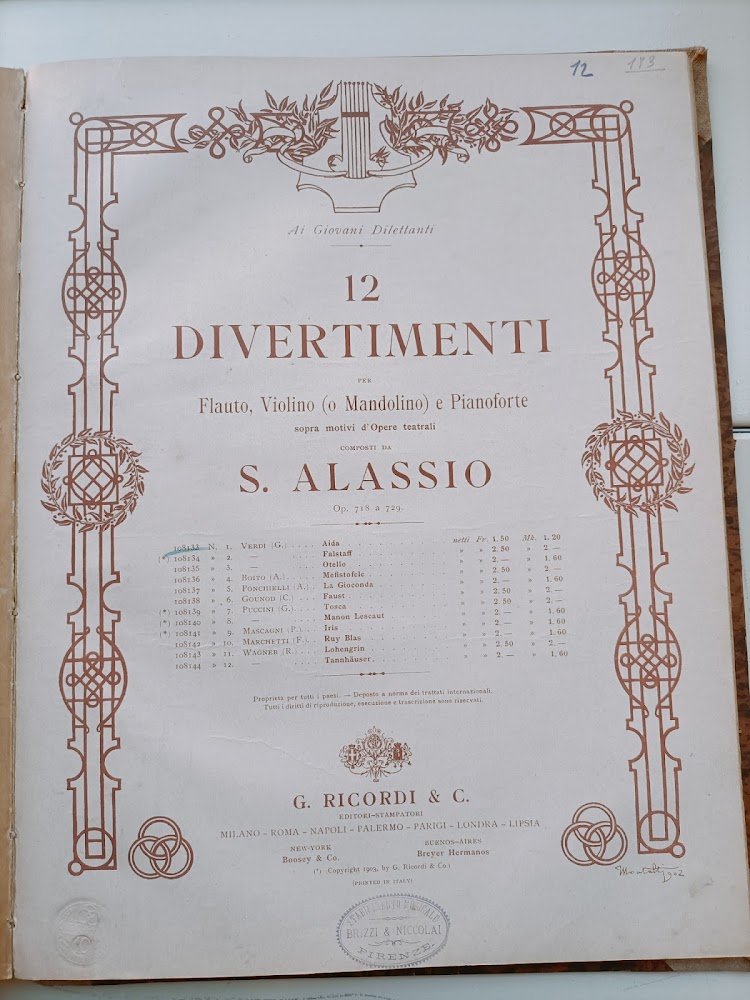 12 173
Ai Giovani Dilettanti
12
DIVERTIMENTI
PER
Flauto, Violino (o Mandolino) e Pianoforte
sopra motivi d'Opere teatrali
COMPOSTI DA
S. ALASSIO
Op. 718 a 729.
108133 N. 1. VERDI (G.) . . . . Aida . . . . netti Fr. 1.50 Mk. 1.20
(*) 108134 » 2. — . . . . Falstaff . . . . » » 2.50 » 2.—
108135 » 3. — . . . . Otello . . . . » » 2.— » 1.60
108136 » 4. BOITO (A.) . . . . Mefistofele . . . . » » 2.50 » 2.—
108137 » 5. PONCHIELLI (A.) . . . . La Gioconda . . . . » » 2.— » 1.60
108138 » 6. GOUNOD (C.) . . . . Faust . . . . » » 2.50 » 2.—
(*) 108139 » 7. PUCCINI (G.) . . . . Tosca . . . . » » 2.50 » 2.—
(*) 108140 » 8. — . . . . Manon Lescaut . . . . » » 2.— » 1.60
(*) 108141 » 9. MASCAGNI (P.) . . . . Iris . . . . » » 2.— » 1.60
108142 » 10. MARCHETTI (F.) . . . . Ruy Blas . . . . » » 2.— » 1.60
108143 » 11. WAGNER (R.) . . . . Lohengrin . . . . » » 2.50 » 2.—
108144 » 12. — . . . . Tannhäuser . . . . » » 2.— » 1.60
Proprietà per tutti i paesi. — Deposto a norma dei trattati internazionali.
Tutti i diritti di riproduzione, esecuzione e trascrizione sono riservati.
G. RICORDI & C.
EDITORI-STAMPATORI
MILANO - ROMA - NAPOLI - PALERMO - PARIGI - LONDRA - LIPSIA
NEW-YORK BUENOS-AIRES
Boosey & Co. Breyer Hermanos
(*) Copyright 1903, by G. Ricordi & Co.)
(PRINTED IN ITALY)
BRIZZI & NICCOLAI
FIRENZE